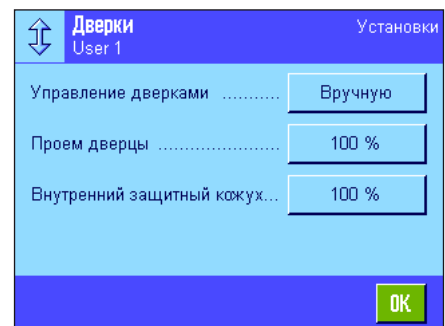 Дверки
Установки
User 1
Управление дверками ........... Вручную
Проем дверцы ...................... 100 %
Внутренний защитный кожух... 100 %
OK